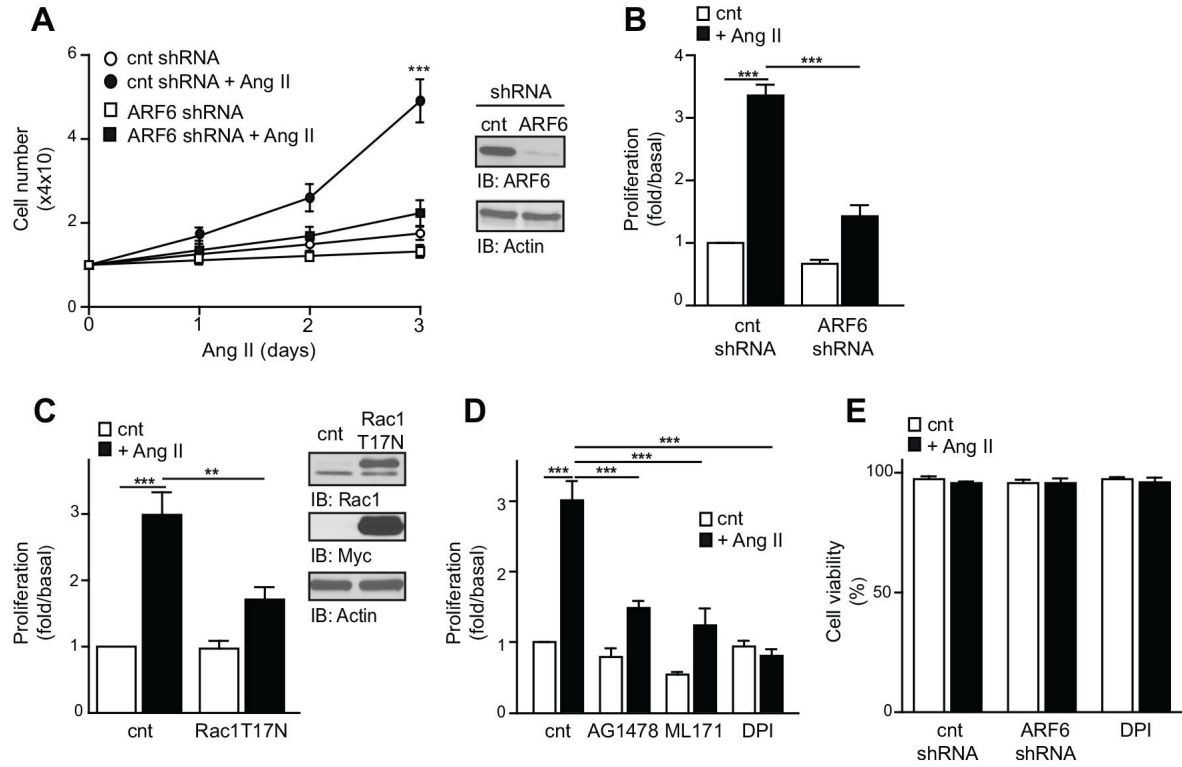 A
6
4
2
0
Cell number
(x4x10)
cnt shRNA
cnt shRNA + Ang II
ARF6 shRNA
ARF6 shRNA + Ang II
***
0 1 2 3
Ang II (days)
shRNA
cnt ARF6
IB: ARF6
IB: Actin
B
cnt
+ Ang II
4
3
2
1
0
Proliferation
(fold/basal)
*** ***
cnt
shRNA
ARF6
shRNA
C
cnt
+ Ang II
3
2
1
0
Proliferation
(fold/basal)
*** **
cnt Rac1T17N
cnt
Rac1
T17N
IB: Rac1
IB: Myc
IB: Actin
D
3
2
1
0
Proliferation
(fold/basal)
***
***
*** ***
cnt
+ Ang II
cnt AG1478 ML171 DPI
E
cnt
+ Ang II
100
50
0
Cell viability
(%)
cnt
shRNA
ARF6
shRNA
DPI